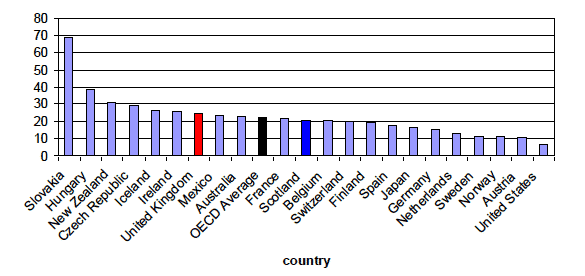 80
70
60
50
40
30
20
10
0
Slovakia
Hungary
New Zealand
Czech Republic
Iceland
Ireland
United Kingdom
Mexico
Australia
OECD Average
France
Scotland
Belgium
Switzerland
Finland
Spain
Japan
Germany
Netherlands
Sweden
Norway
Austria
United States
country